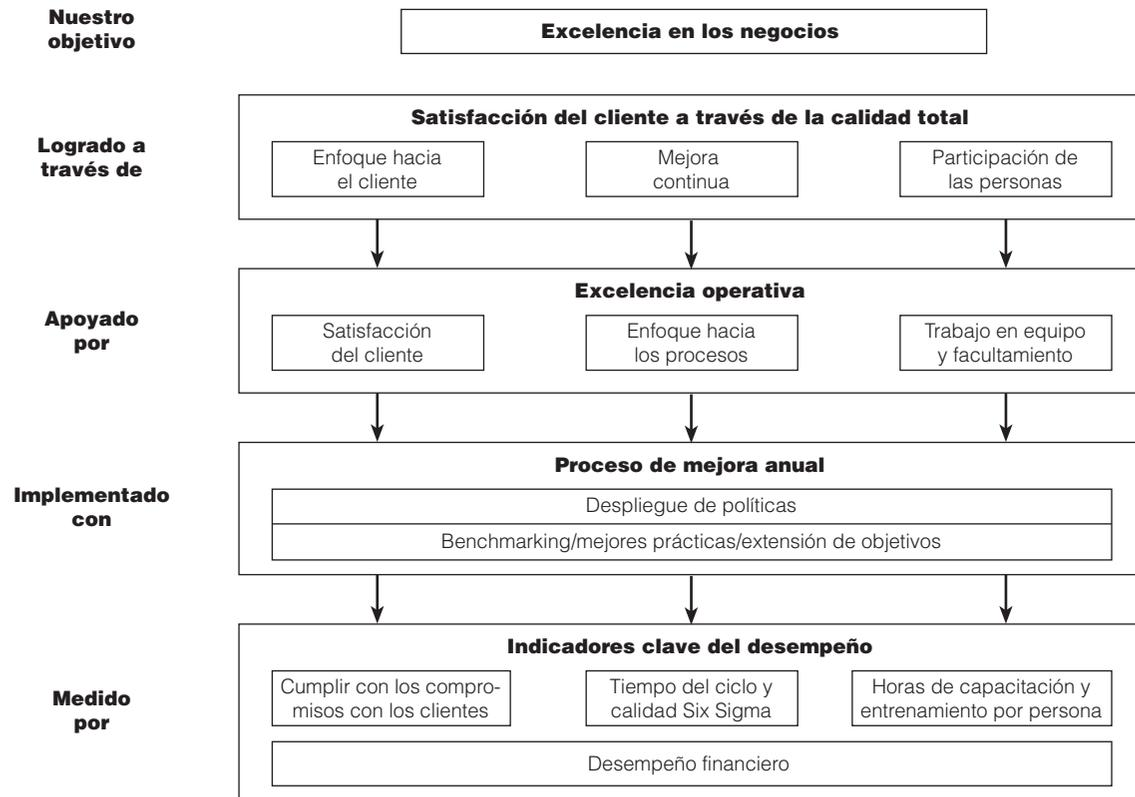 Nuestro
objetivo
Excelencia en los negocios
Logrado a
través de
Satisfacción del cliente a través de la calidad total
Enfoque hacia
el cliente
Mejora
continua
Participación de
las personas
Apoyado
por
Excelencia operativa
Satisfacción
del cliente
Enfoque hacia
los procesos
Trabajo en equipo
y facultamiento
Implementado
con
Proceso de mejora anual
Despliegue de políticas
Benchmarking/mejores prácticas/extensión de objetivos
Medido
por
Indicadores clave del desempeño
Cumplir con los compro-
misos con los clientes
Tiempo del ciclo y
calidad Six Sigma
Horas de capacitación y
entrenamiento por persona
Desempeño financiero